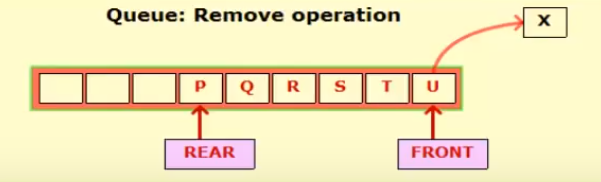 Queue: Remove operation
X
P Q R S T U
REAR FRONT